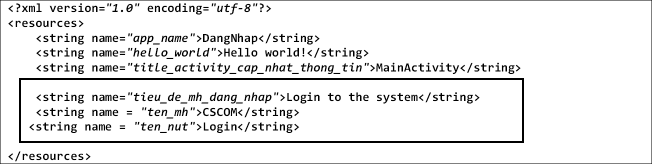 <?xml version="1.0" encoding="utf-8"?>
<resources>
<string name="app_name">DangNhap</string>
<string name="hello_world">Hello world!</string>
<string name="title_activity_cap_nhat_thong_tin">MainActivity</string>
<string name="tieu_de_mh_dang_nhap">Login to the system</string>
<string name = "ten_mh">CSCOM</string>
<string name = "ten_nut">Login</string>
</resources>